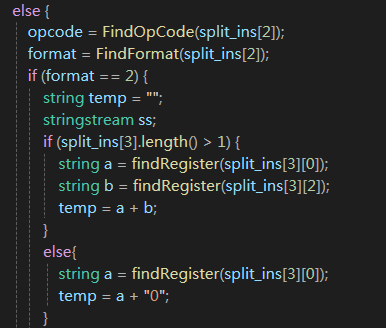 else {
opcode = FindOpCode(split_ins[2]);
format = FindFormat(split_ins[2]);
if (format == 2) {
string temp = "";
stringstream ss;
if (split_ins[3].length() > 1) {
string a = findRegister(split_ins[3][0]);
string b = findRegister(split_ins[3][2]);
temp = a + b;
}
else{
string a = findRegister(split_ins[3][0]);
temp = a + "0";
}